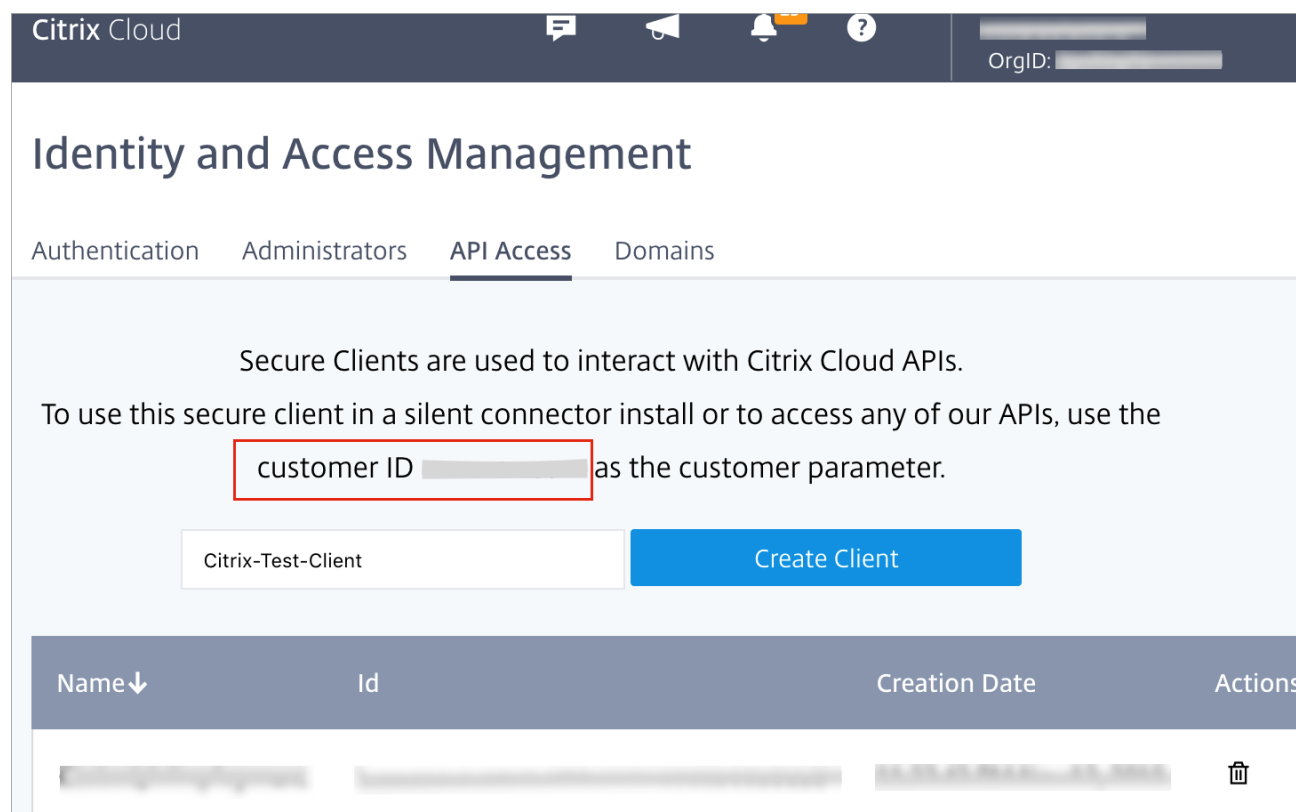 Citrix Cloud
OrgID:
Identity and Access Management
Authentication Administrators API Access Domains
Secure Clients are used to interact with Citrix Cloud APIs.
To use this secure client in a silent connector install or to access any of our APIs, use the
customer ID as the customer parameter.
Citrix-Test-Client Create Client
Name Id Creation Date Actions